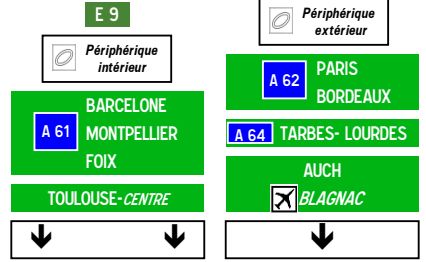 E 9
Périphérique
intérieur
A 61
BARCELONE
MONTPELLIER
FOIX
TOULOUSE-CENTRE
Périphérique
extérieur
A 62
PARIS
BORDEAUX
A 64 TARBES- LOURDES
AUCH
BLAGNAC